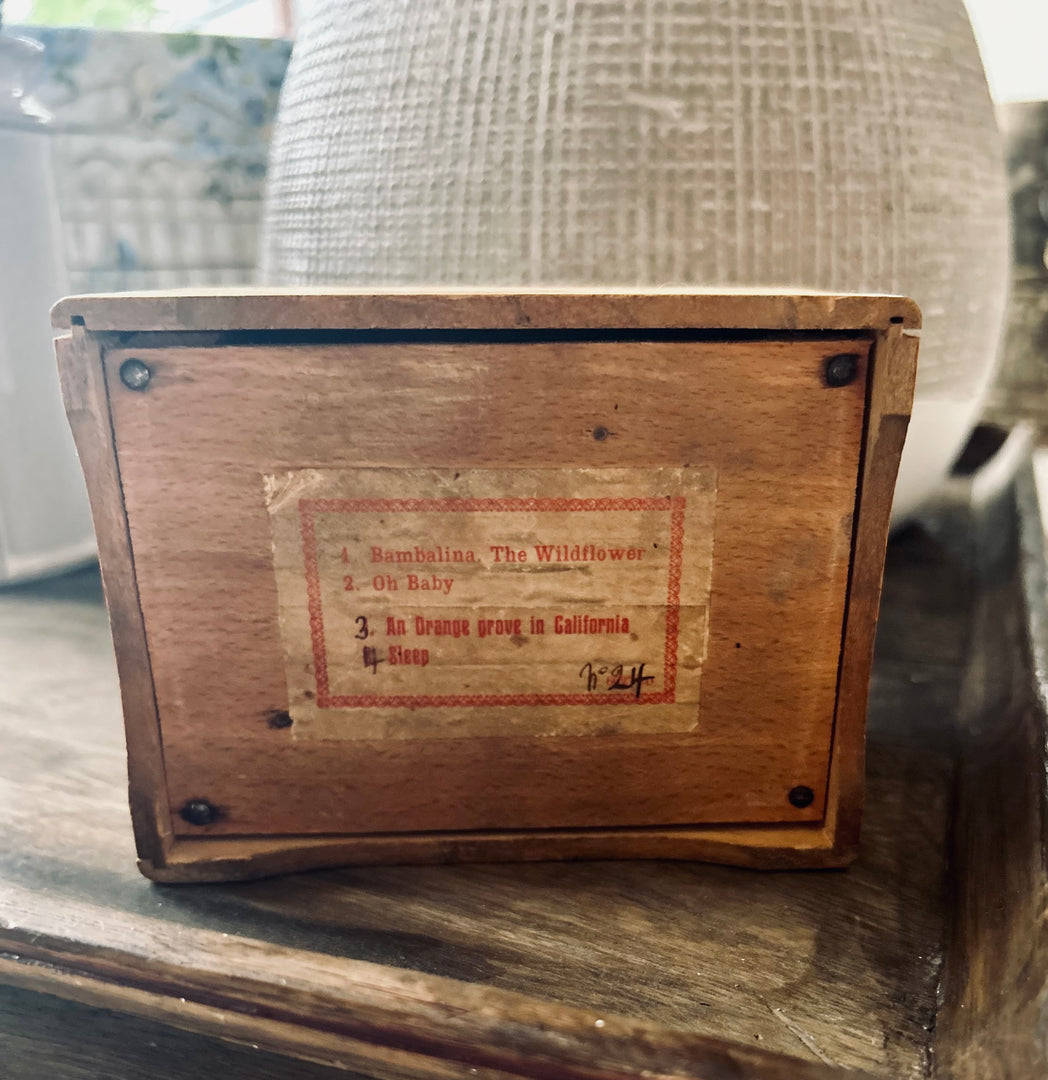 1. Bambalina, The Wildflower
2. Oh Baby
3. An Orange grove in California
4 Sleep
No 24